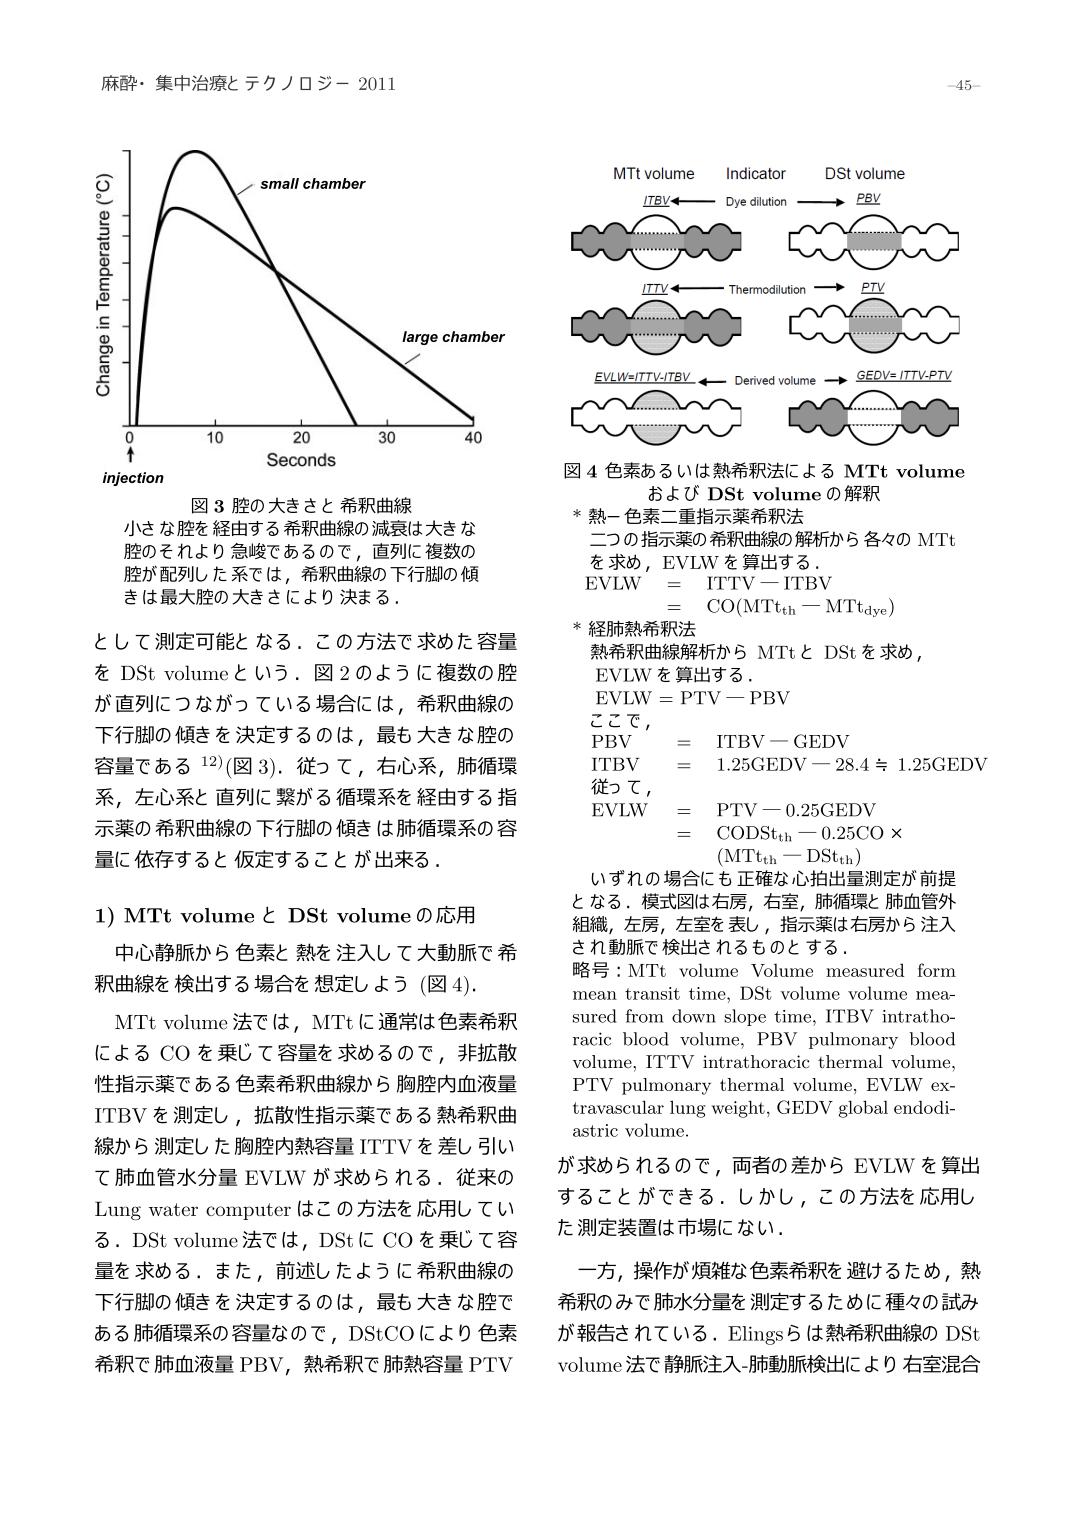 麻酔・集中治療とテクノロジー 2011
–45–
Change in Temperature (°C)
small chamber
large chamber
0
10
20
30
40
Seconds
injection
図 3 腔の大きさと希釈曲線
小さな腔を経由する希釈曲線の減衰は大きな
腔のそれより急峻であるので，直列に複数の
腔が配列した系では，希釈曲線の下行脚の傾
きは最大腔の大きさにより決まる．
として測定可能となる．この方法で求めた容量
を DSt volume という．図 2 のように複数の腔
が直列につながっている場合には，希釈曲線の
下行脚の傾きを決定するのは，最も大きな腔の
容量である 12)(図 3)．従って，右心系，肺循環
系，左心系と直列に繋がる循環系を経由する指
示薬の希釈曲線の下行脚の傾きは肺循環系の容
量に依存すると仮定することが出来る．
1) MTt volume と DSt volume の応用
中心静脈から色素と熱を注入して大動脈で希
釈曲線を検出する場合を想定しよう (図 4)．
MTt volume 法では，MTt に通常は色素希釈
による CO を乗じて容量を求めるので，非拡散
性指示薬である色素希釈曲線から胸腔内血液量
ITBV を測定し，拡散性指示薬である熱希釈曲
線から測定した胸腔内熱容量 ITTV を差し引い
て肺血管水分量 EVLW が求められる．従来の
Lung water computer はこの方法を応用してい
る．DSt volume 法では，DSt に CO を乗じて容
量を求める．また，前述したように希釈曲線の
下行脚の傾きを決定するのは，最も大きな腔で
ある肺循環系の容量なので，DStCO により色素
希釈で肺血液量 PBV，熱希釈で肺熱容量 PTV
MTt volume Indicator DSt volume
ITBV Dye dilution PBV
ITTV Thermodilution PTV
EVLW=ITTV-ITBV Derived volume GEDV= ITTV-PTV
図 4 色素あるいは熱希釈法による MTt volume
および DSt volume の解釈
* 熱ー色素二重指示薬希釈法
二つの指示薬の希釈曲線の解析から各々の MTt
を求め，EVLW を算出する．
EVLW = ITTV — ITBV
= CO(MTtth — MTtdye)
* 経肺熱希釈法
熱希釈曲線解析から MTt と DSt を求め，
EVLW を算出する．
EVLW = PTV — PBV
ここで，
PBV = ITBV — GEDV
ITBV = 1.25GEDV — 28.4 ≒ 1.25GEDV
従って，
EVLW = PTV — 0.25GEDV
= CODStth — 0.25CO ×
(MTtth — DStth)
いずれの場合にも正確な心拍出量測定が前提
となる．模式図は右房，右室，肺循環と肺血管外
組織，左房，左室を表し，指示薬は右房から注入
され動脈で検出されるものとする．
略号：MTt volume Volume measured form
mean transit time, DSt volume volume mea-
sured from down slope time, ITBV intratho-
racic blood volume, PBV pulmonary blood
volume, ITTV intrathoracic thermal volume,
PTV pulmonary thermal volume, EVLW ex-
travascular lung weight, GEDV global endodi-
astric volume.
が求められるので，両者の差から EVLW を算出
することができる．しかし，この方法を応用し
た測定装置は市場にない．
一方，操作が煩雑な色素希釈を避けるため，熱
希釈のみで肺水分量を測定するために種々の試み
が報告されている．Elings らは熱希釈曲線の DSt
volume 法で静脈注入-肺動脈検出により右室混合